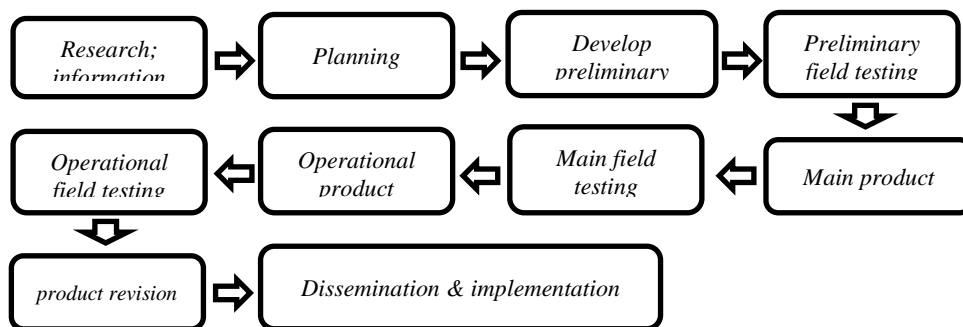 Research;
information
Planning
Develop
preliminary
Preliminary
field testing
Main product
Main field
testing
Operational
product
Operational
field testing
product revision
Dissemination & implementation